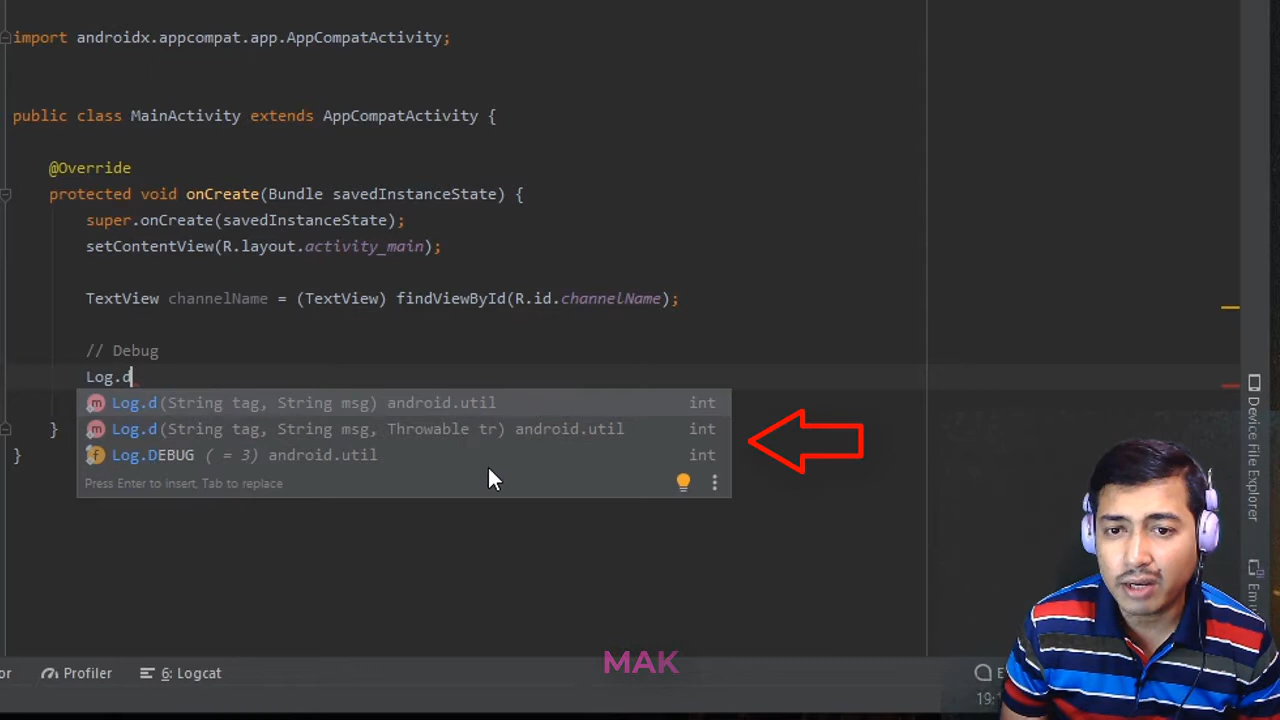 import androidx.appcompat.app.AppCompatActivity;
public class MainActivity extends AppCompatActivity {
@Override
protected void onCreate(Bundle savedInstanceState) {
super.onCreate(savedInstanceState);
setContentView(R.layout.activity_main);
TextView channelName = (TextView) findViewById(R.id.channelName);
// Debug
Log.d
Log.d(String tag, String msg) android.util int
Log.d(String tag, String msg, Throwable tr) android.util int
Log.DEBUG ( = 3) android.util int
Press Enter to insert, Tab to replace
}
}
Device File Explorer
Profiler
6: Logcat
MAK